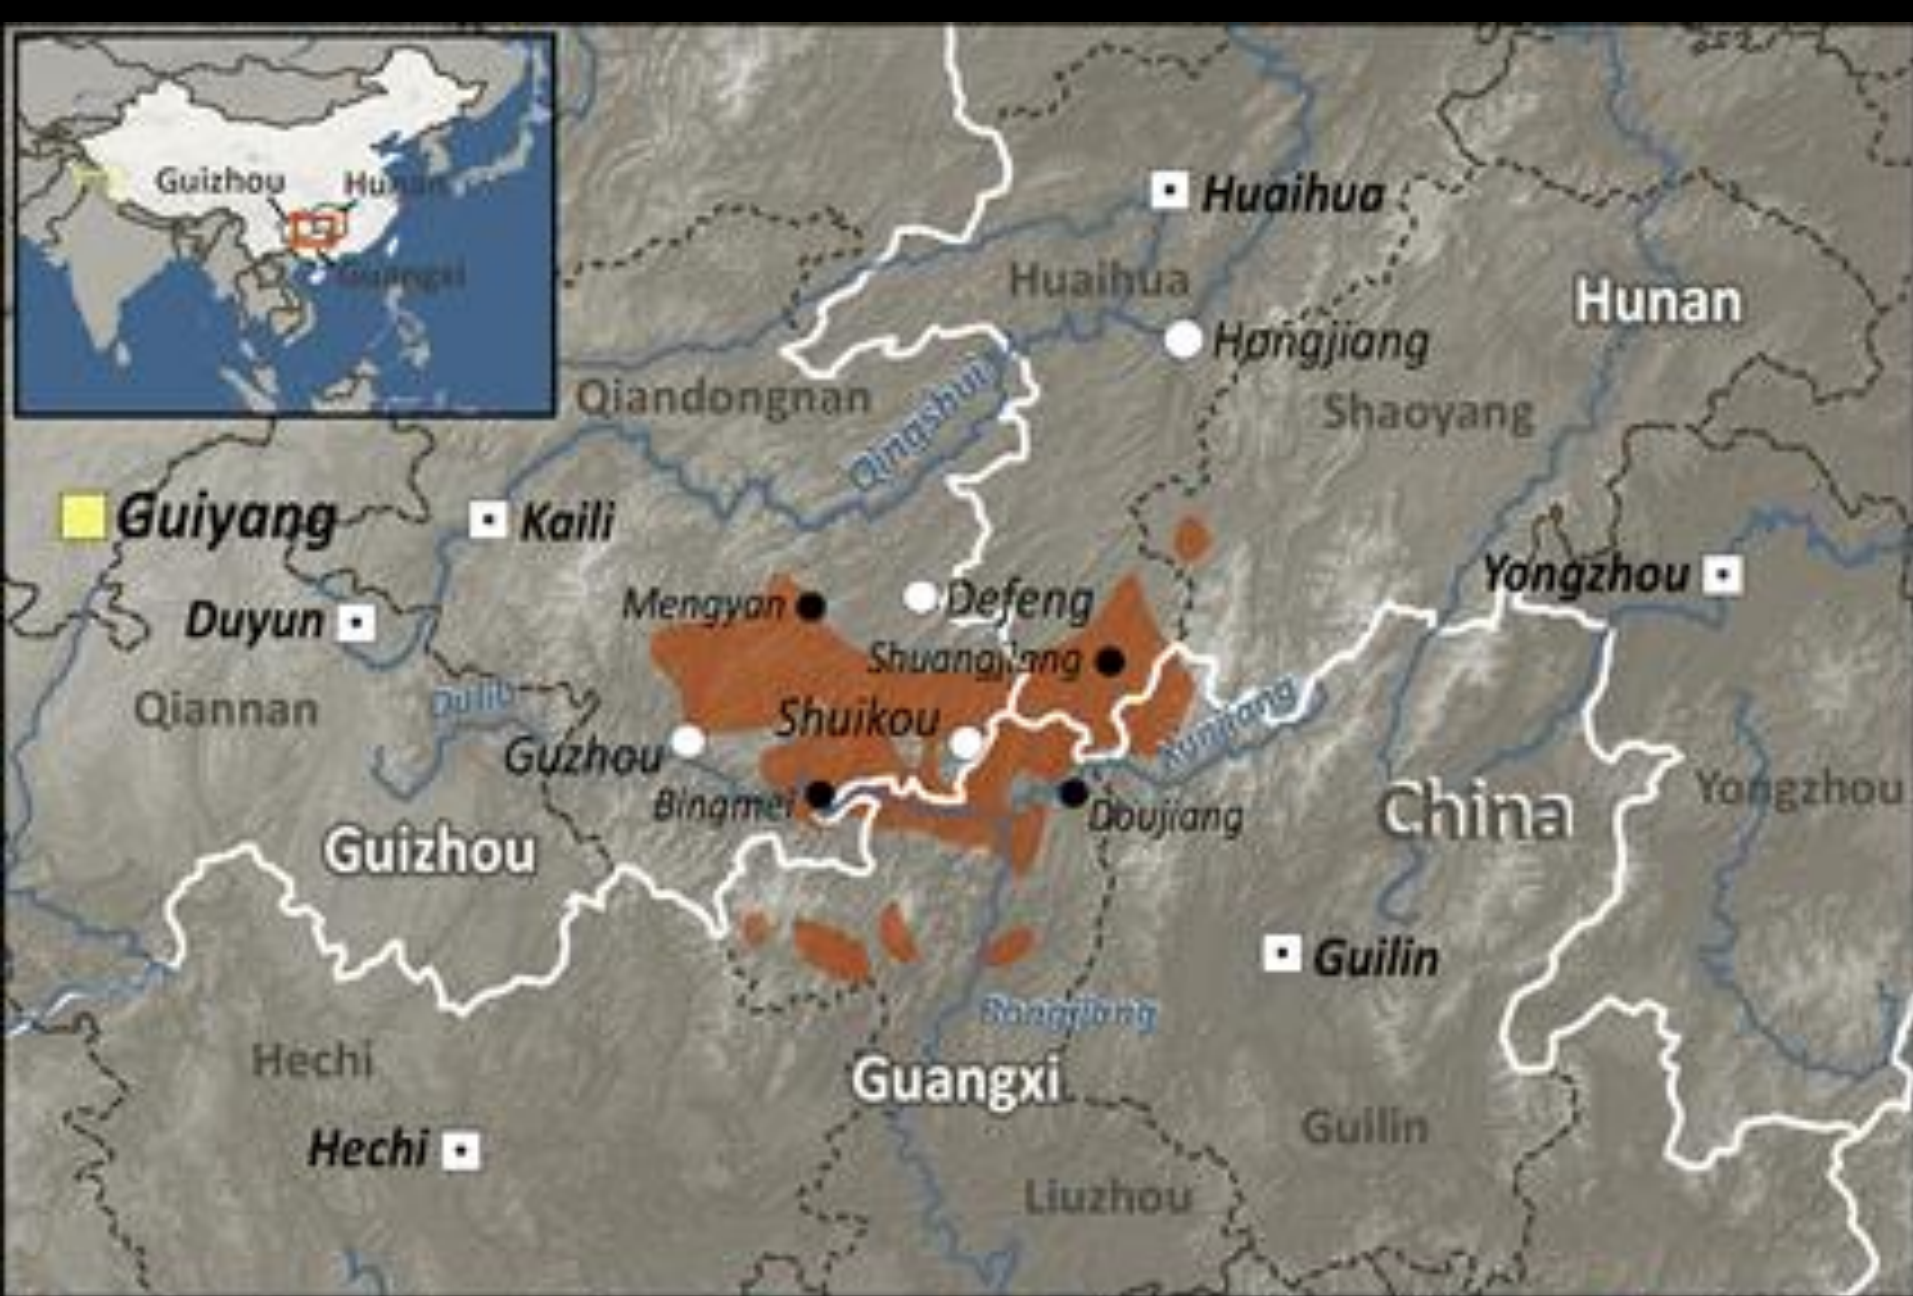 Guizhou
Hunan
Guangxi
Huaihua
Huaihua
Hunan
Hongjiang
Qiandongnan
Qingshui
Shaoyang
Guiyang
Kaili
Yongzhou
Mengyan
Defeng
Duyun
Shuangjiang
Qiannan
Duliu
Shuikou
Xunjiang
Guzhou
Yongzhou
Bingmei
Doujiang
China
Guizhou
Guilin
Rongjiang
Hechi
Guangxi
Guilin
Hechi
Liuzhou